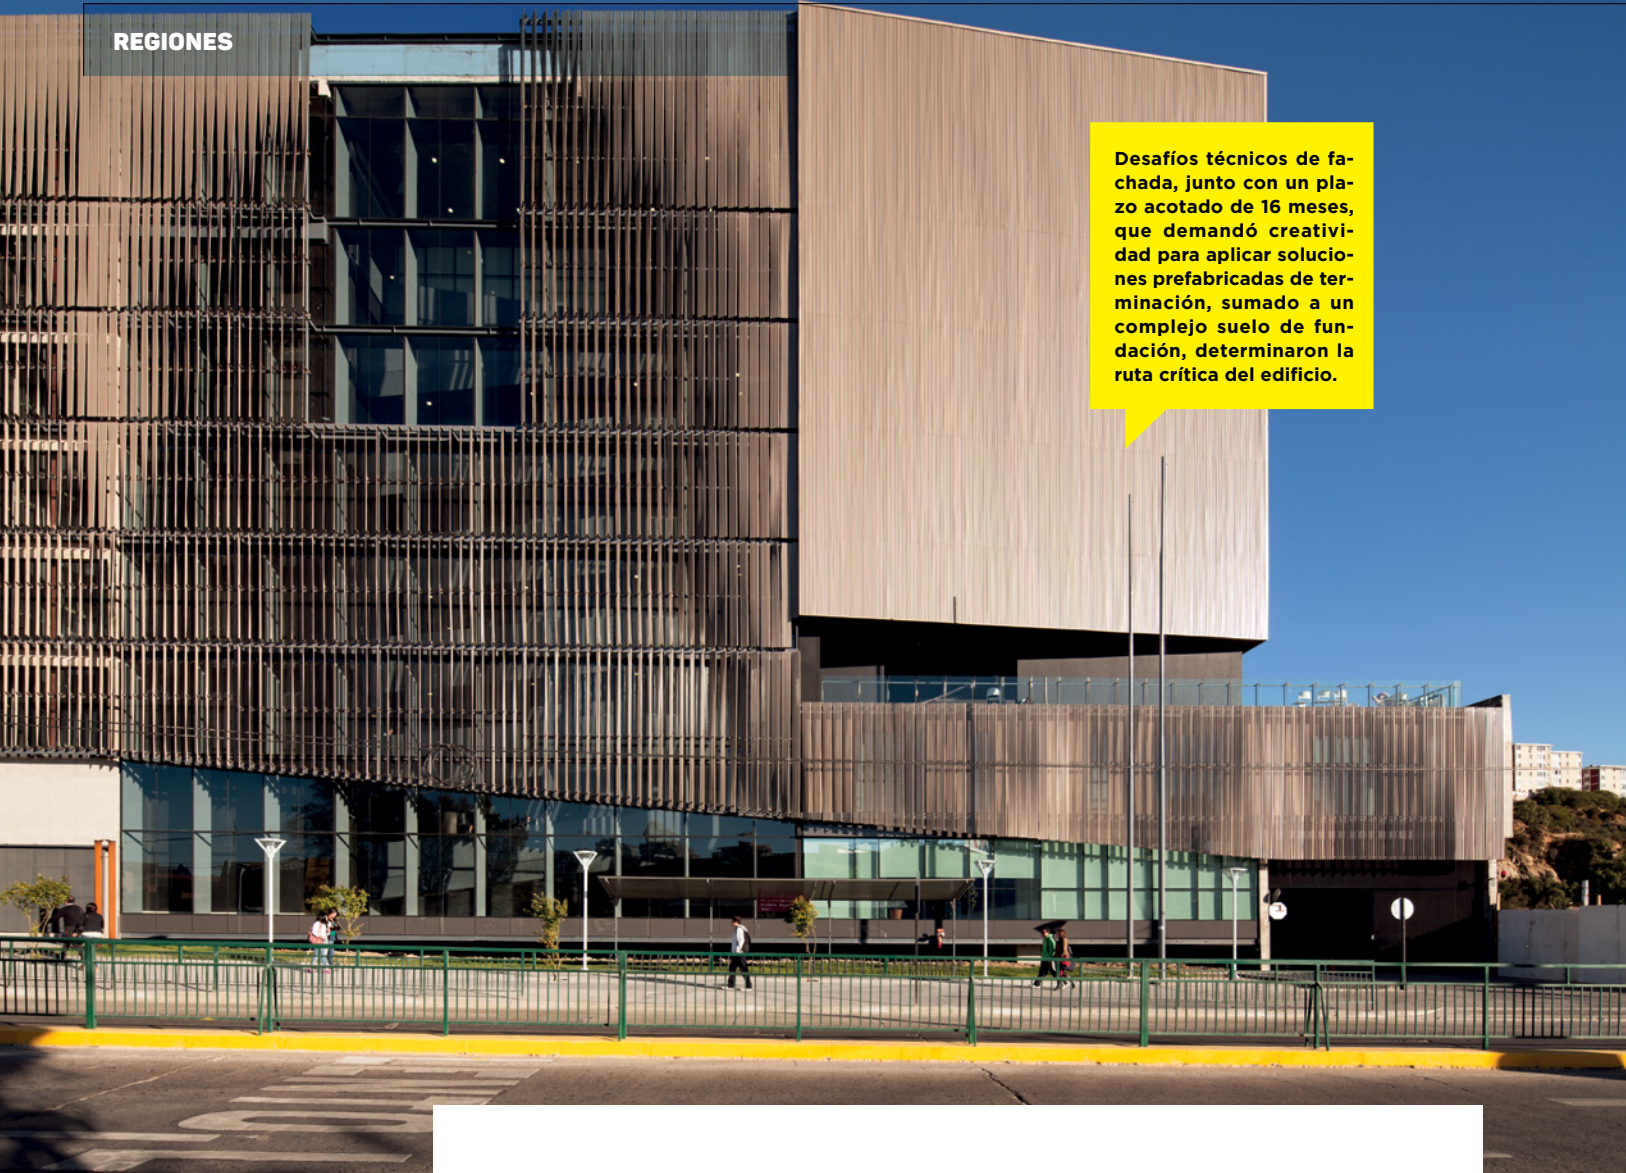 REGIONES
Desafíos técnicos de fa-
chada, junto con un pla-
zo acotado de 16 meses,
que demandó creativi-
dad para aplicar solucio-
nes prefabricadas de ter-
minación, sumado a un
complejo suelo de fun-
dación, determinaron la
ruta crítica del edificio.